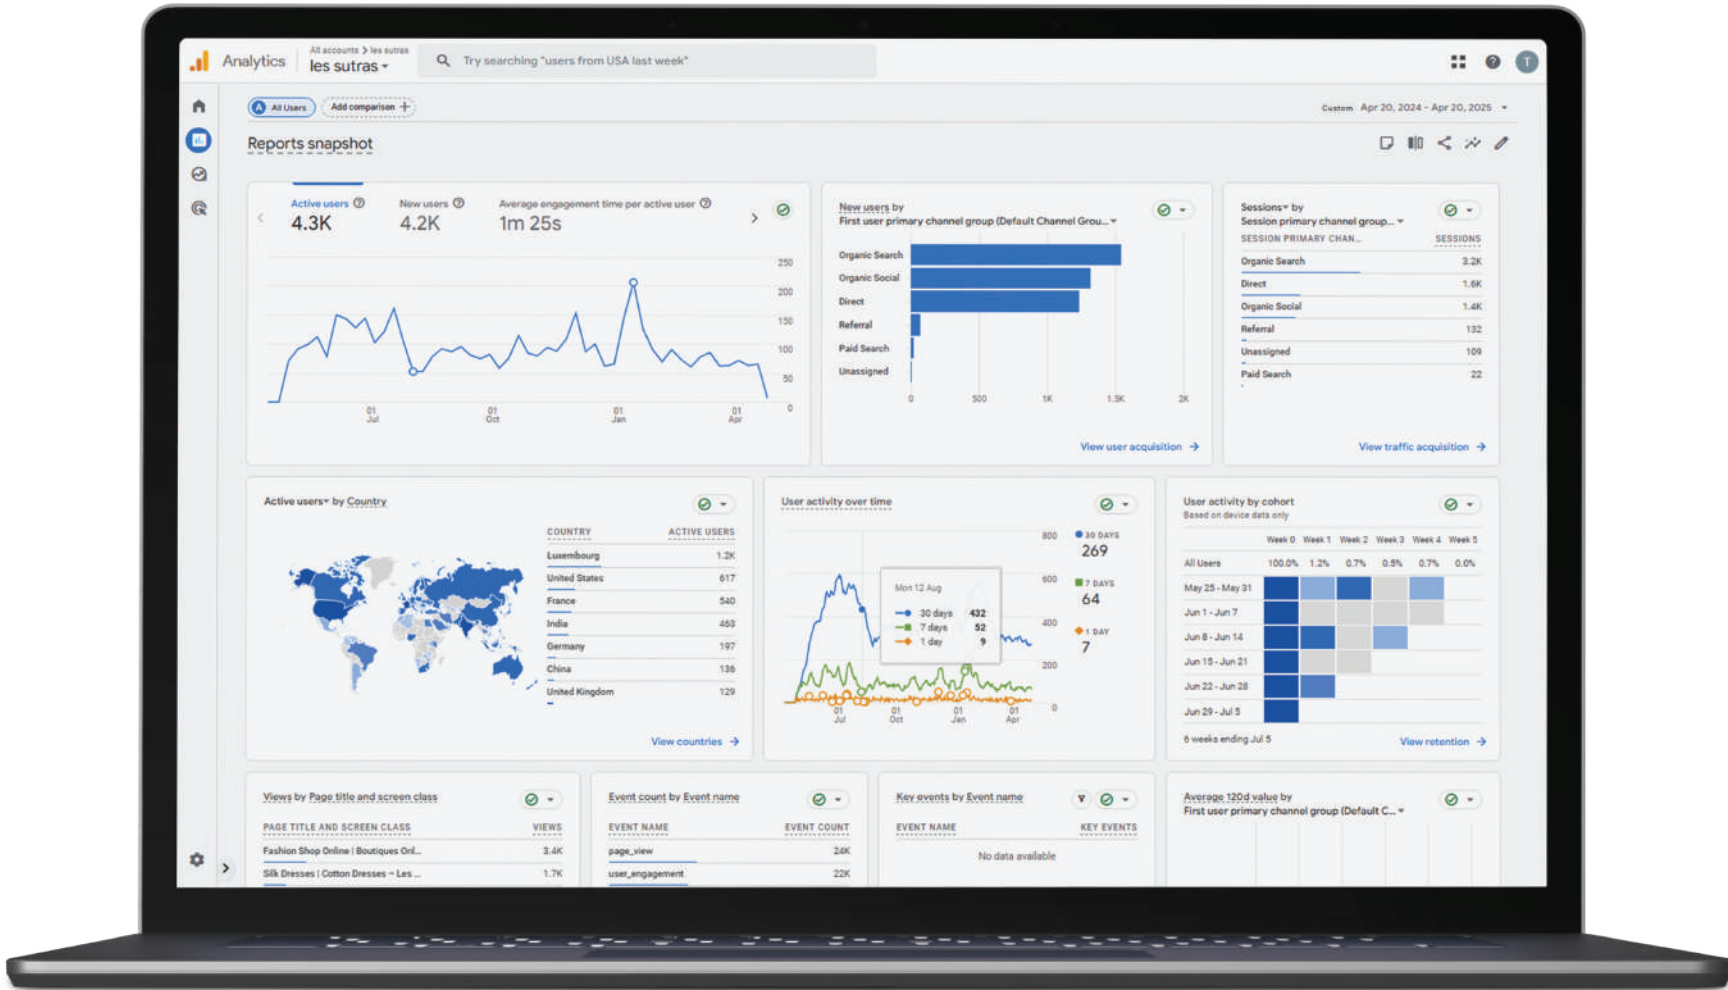 All accounts > les sutras
Analytics
les sutras
Try searching "users from USA last week"
T
A All Users
Add comparison +
Custom Apr 20, 2024 - Apr 20, 2025
Reports snapshot
Active users
4.3K
New users
4.2K
Average engagement time per active user
1m 25s
250
200
150
100
50
0
01 Jul
01 Oct
01 Jan
01 Apr
New users by
First user primary channel group (Default Channel Grou...
Organic Search
Organic Social
Direct
Referral
Paid Search
Unassigned
0 500 1K 1.5K 2K
View user acquisition
Sessions by
Session primary channel group...
SESSION PRIMARY CHAN... SESSIONS
Organic Search 3.2K
Direct 1.6K
Organic Social 1.4K
Referral 132
Unassigned 109
Paid Search 22
View traffic acquisition
Active users by Country
COUNTRY ACTIVE USERS
Luxembourg 1.2K
United States 617
France 540
India 463
Germany 197
China 136
United Kingdom 129
View countries
User activity over time
800
600
400
200
0
30 DAYS
269
7 DAYS
64
1 DAY
7
Mon 12 Aug
30 days 432
7 days 52
1 day 9
01 Jul
01 Oct
01 Jan
01 Apr
User activity by cohort
Based on device data only
Week 0 Week 1 Week 2 Week 3 Week 4 Week 5
All Users 100.0% 1.2% 0.7% 0.5% 0.7% 0.0%
May 25 - May 31
Jun 1 - Jun 7
Jun 8 - Jun 14
Jun 15 - Jun 21
Jun 22 - Jun 28
Jun 29 - Jul 5
6 weeks ending Jul 5
View retention
Views by Page title and screen class
PAGE TITLE AND SCREEN CLASS VIEWS
Fashion Shop Online | Boutiques Onl... 3.4K
Silk Dresses | Cotton Dresses – Les ... 1.7K
Event count by Event name
EVENT NAME EVENT COUNT
page_view 24K
user_engagement 22K
Key events by Event name
EVENT NAME KEY EVENTS
No data available
Average 120d value by
First user primary channel group (Default C...